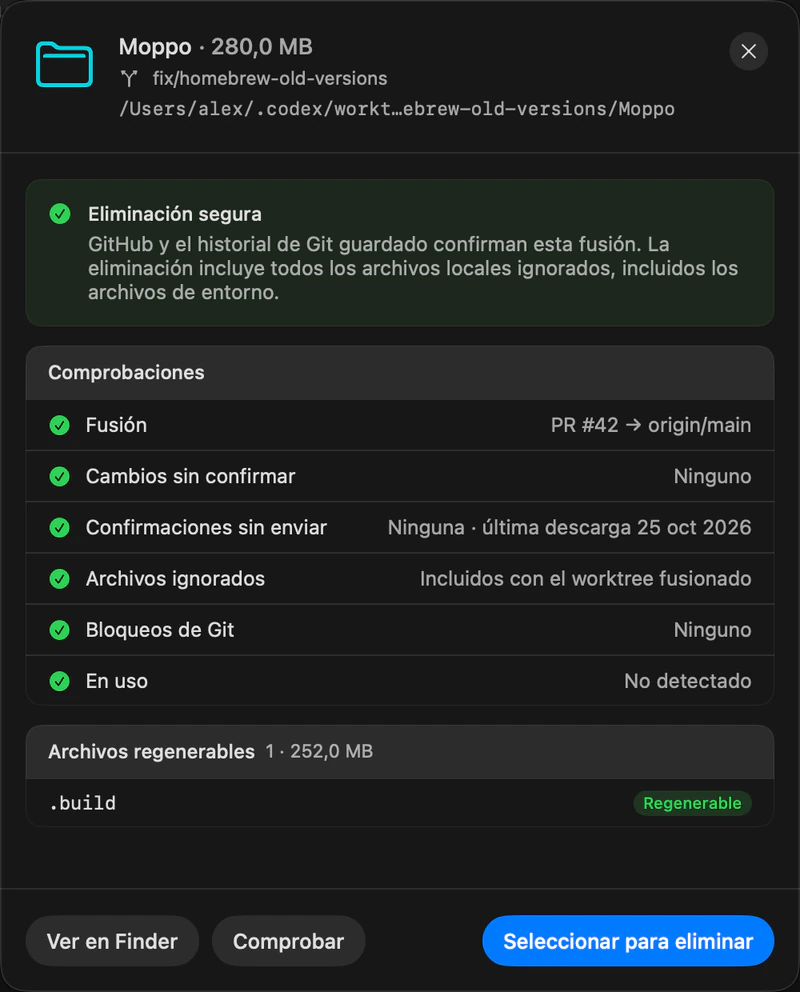 Moppo · 280,0 MB
fix/homebrew-old-versions
/Users/alex/.codex/workt…ebrew-old-versions/Moppo
Eliminación segura
GitHub y el historial de Git guardado confirman esta fusión. La
eliminación incluye todos los archivos locales ignorados, incluidos los
archivos de entorno.
Comprobaciones
Fusión PR #42 → origin/main
Cambios sin confirmar Ninguno
Confirmaciones sin enviar Ninguna · última descarga 25 oct 2026
Archivos ignorados Incluidos con el worktree fusionado
Bloqueos de Git Ninguno
En uso No detectado
Archivos regenerables 1 · 252,0 MB
.build Regenerable
Ver en Finder Comprobar Seleccionar para eliminar